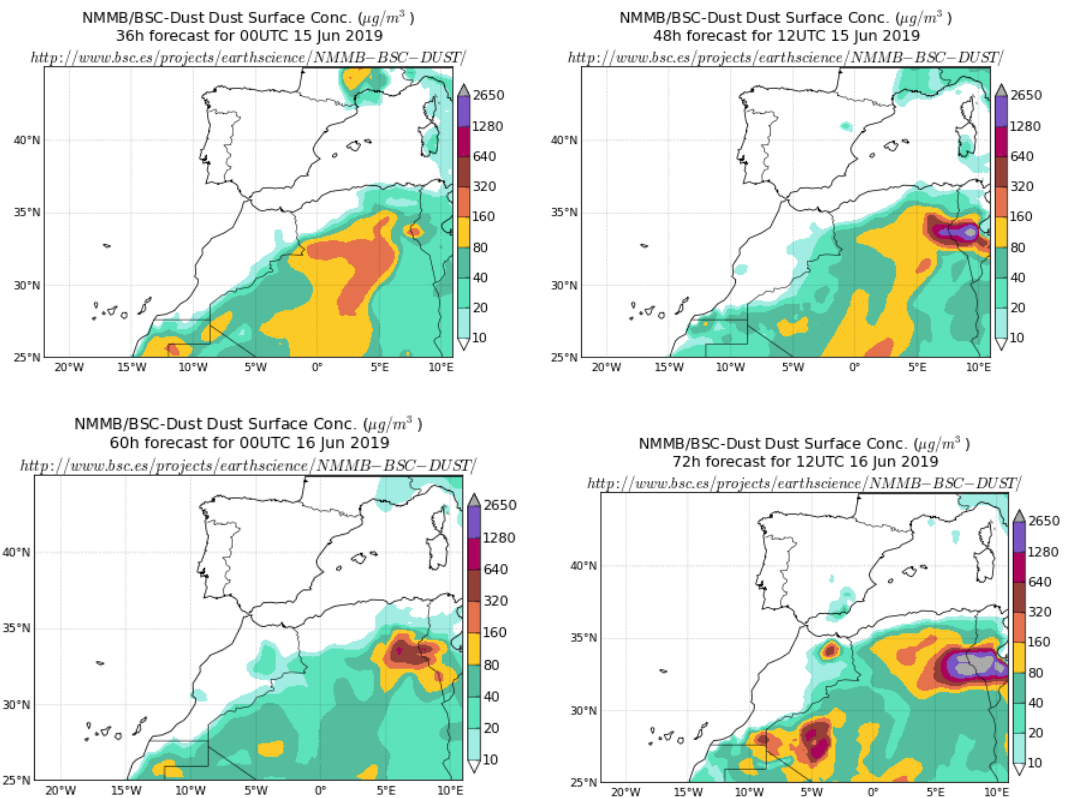 NMMB/BSC-Dust Dust Surface Conc. (μg/m³ )
36h forecast for 00UTC 15 Jun 2019
http://www.bsc.es/projects/earthscience/NMMB−BSC−DUST/
40°N
35°N
30°N
25°N
20°W 15°W 10°W 5°W 0° 5°E 10°E
2650
1280
640
320
160
80
40
20
10
NMMB/BSC-Dust Dust Surface Conc. (μg/m³ )
48h forecast for 12UTC 15 Jun 2019
http://www.bsc.es/projects/earthscience/NMMB−BSC−DUST/
40°N
35°N
30°N
25°N
20°W 15°W 10°W 5°W 0° 5°E 10°E
2650
1280
640
320
160
80
40
20
10
NMMB/BSC-Dust Dust Surface Conc. (μg/m³ )
60h forecast for 00UTC 16 Jun 2019
http://www.bsc.es/projects/earthscience/NMMB−BSC−DUST/
40°N
35°N
30°N
25°N
20°W 15°W 10°W 5°W 0° 5°E 10°E
2650
1280
640
320
160
80
40
20
10
NMMB/BSC-Dust Dust Surface Conc. (μg/m³ )
72h forecast for 12UTC 16 Jun 2019
http://www.bsc.es/projects/earthscience/NMMB−BSC−DUST/
40°N
35°N
30°N
25°N
20°W 15°W 10°W 5°W 0° 5°E 10°E
2650
1280
640
320
160
80
40
20
10